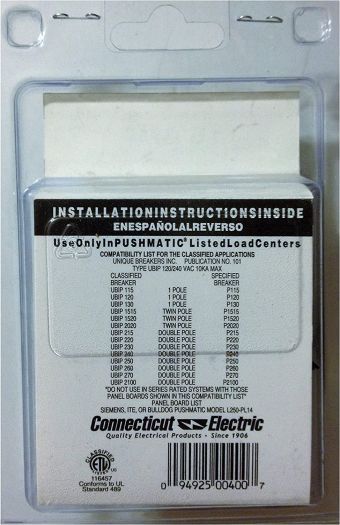 INSTALLATIONINSTRUCTIONSINSIDE
ENESPAÑOLALREVERSO
UseOnlyInPUSHMATIC® ListedLoadCenters
COMPATIBILITY LIST FOR THE CLASSIFIED APPLICATIONS
UNIQUE BREAKERS INC. PUBLICATION NO. 101
TYPE UBIP 120/240 VAC 10KA MAX
CLASSIFIED SPECIFIED
BREAKER BREAKER
UBIP 115 1 POLE P115
UBIP 120 1 POLE P120
UBIP 130 1 POLE P130
UBIP 1515 TWIN POLE P1515
UBIP 1520 TWIN POLE P1520
UBIP 2020 TWIN POLE P2020
UBIP 215 DOUBLE POLE P215
UBIP 220 DOUBLE POLE P220
UBIP 230 DOUBLE POLE P230
UBIP 240 DOUBLE POLE P240
UBIP 250 DOUBLE POLE P250
UBIP 260 DOUBLE POLE P260
UBIP 270 DOUBLE POLE P270
UBIP 2100 DOUBLE POLE P2100
"DO NOT USE IN SERIES RATED SYSTEMS WITH THOSE
PANEL BOARDS SHOWN IN THIS COMPATIBILITY LIST"
PANEL BOARD LIST
SIEMENS, ITE, OR BULLDOG PUSHMATIC MODEL L250-PL14
Connecticut Electric
Quality Electrical Products - Since 1906
CLASSIFIED
ETL
US
116457
Conforms to UL
Standard 489
0 94925 00400 7